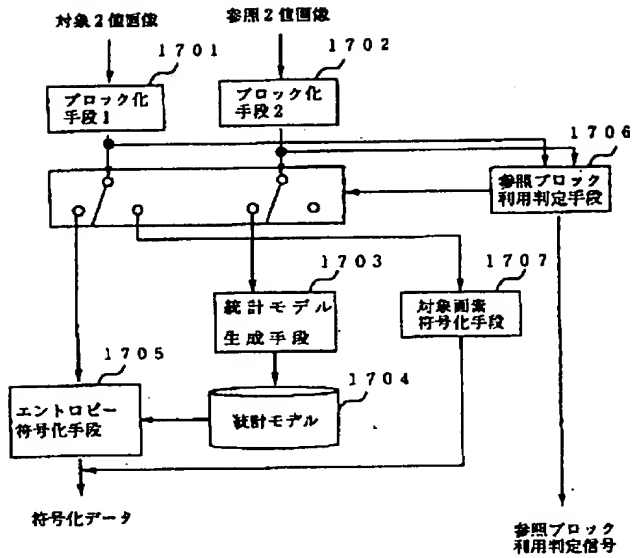 対象2値画像
参照2値画像
1701
1702
ブロック化
手段1
ブロック化
手段2
1706
参照ブロック
利用判定手段
1703
1707
統計モデル
生成手段
対象画素
符号化手段
1705
1704
エントロピー
符号化手段
統計モデル
符号化データ
参照ブロック
利用判定信号